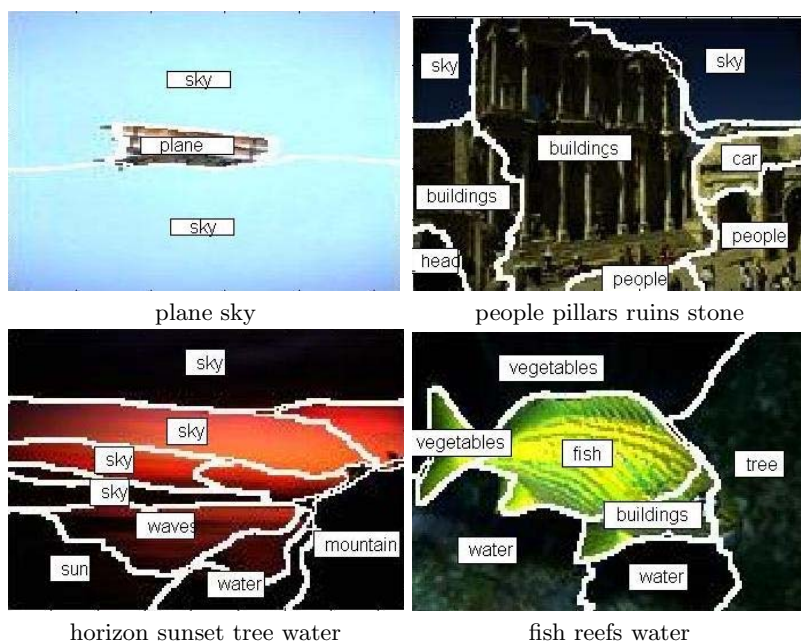 sky
plane
sky
plane sky
sky
sky
buildings
car
buildings
people
head
people
people pillars ruins stone
sky
sky
sky
sky
waves
mountain
sun
water
horizon sunset tree water
vegetables
vegetables
fish
tree
buildings
water
water
fish reefs water